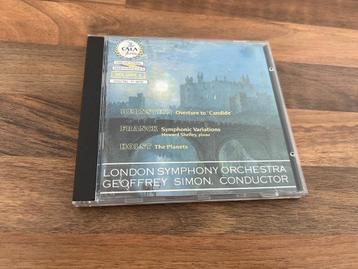 CALA
BERNSTEIN Overture to 'Candide'
FRANCK Symphonic Variations
Howard Shelley, piano
HOLST The Planets
LONDON SYMPHONY ORCHESTRA
GEOFFREY SIMON, CONDUCTOR